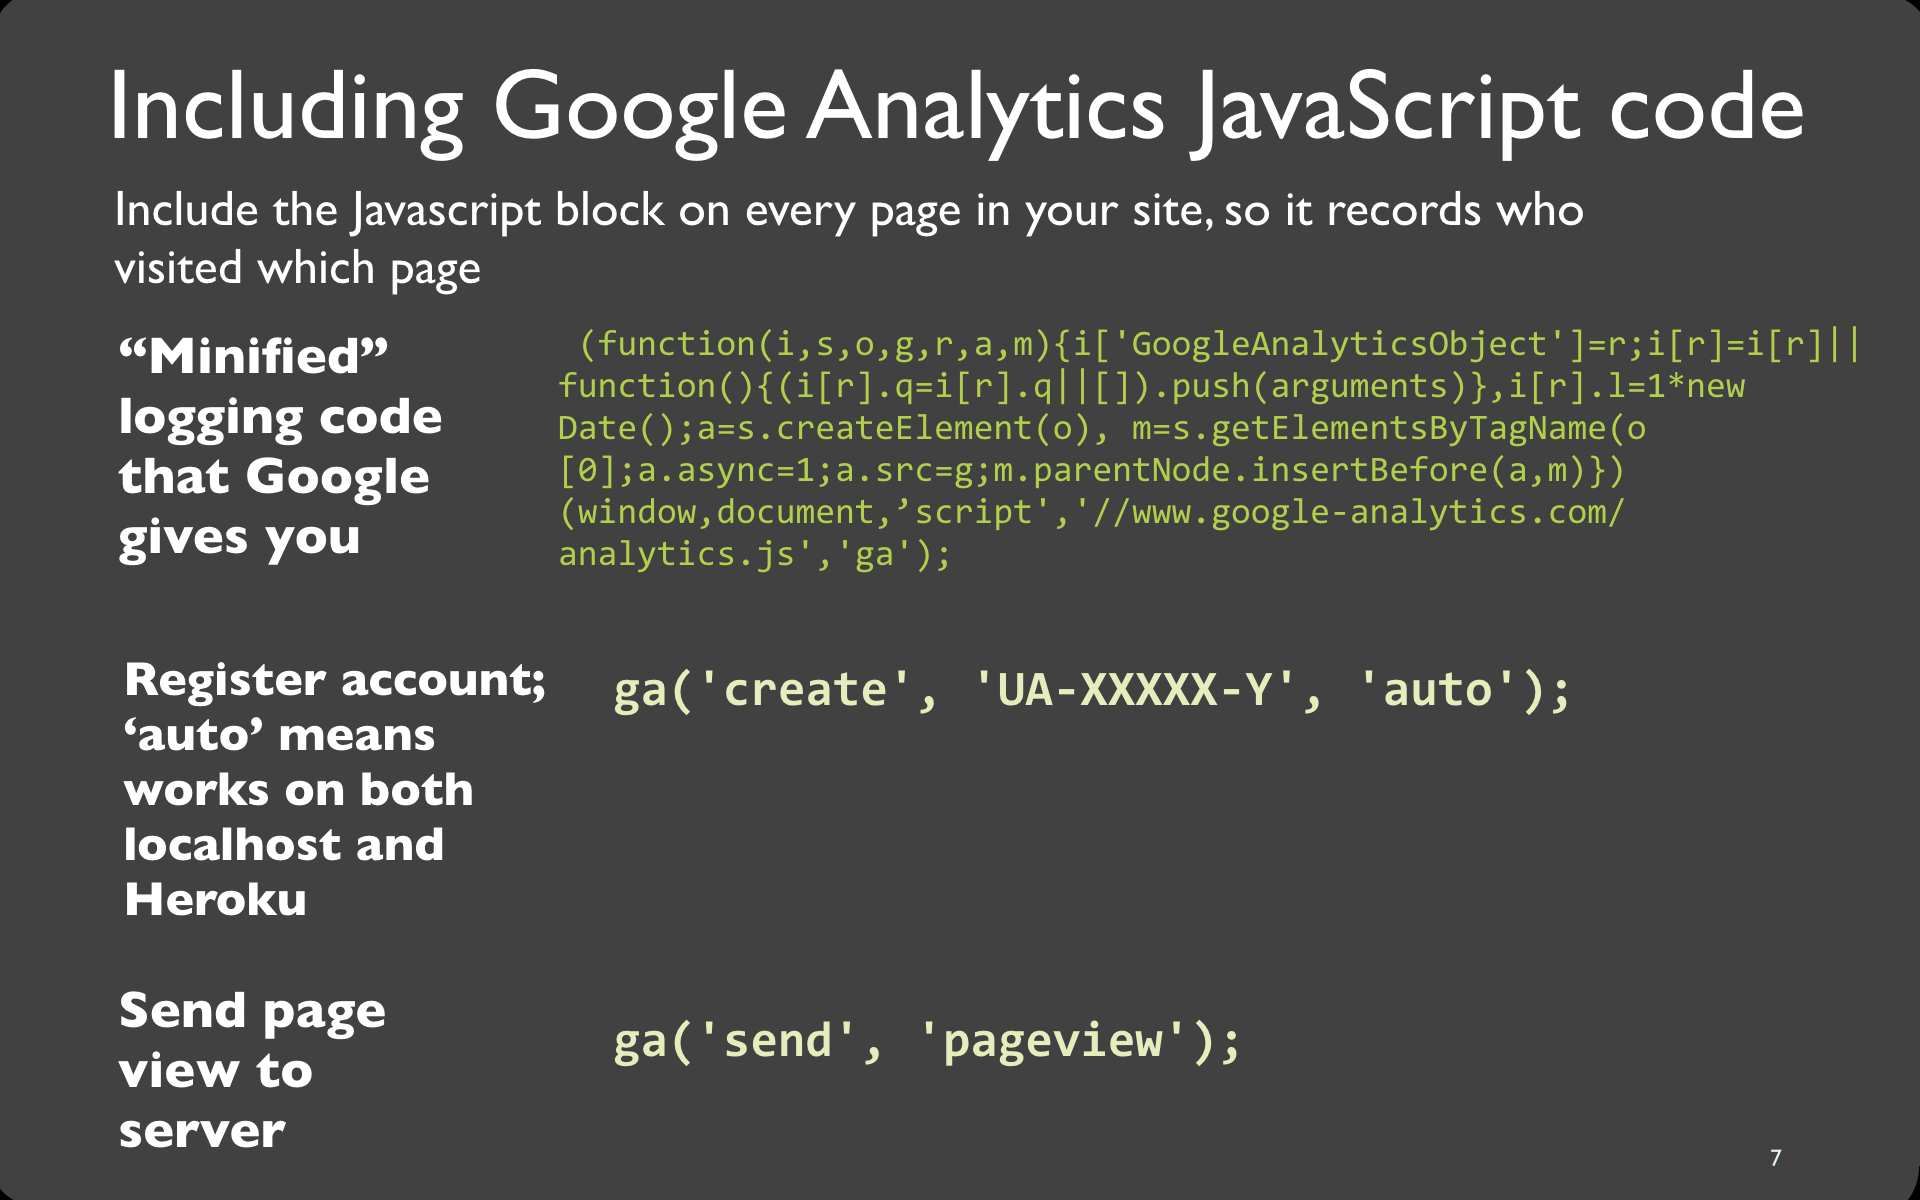 Including Google Analytics JavaScript code
Include the Javascript block on every page in your site, so it records who
visited which page
“Minified”
logging code
that Google
gives you
(function(i,s,o,g,r,a,m){i['GoogleAnalyticsObject']=r;i[r]=i[r]||
function(){(i[r].q=i[r].q||[]).push(arguments)},i[r].l=1*new
Date();a=s.createElement(o), m=s.getElementsByTagName(o
[0];a.async=1;a.src=g;m.parentNode.insertBefore(a,m)})
(window,document,’script','//www.google-analytics.com/
analytics.js','ga');
Register account;
‘auto’ means
works on both
localhost and
Heroku
ga('create', 'UA-XXXXX-Y', 'auto');
Send page
view to
server
ga('send', 'pageview');
7